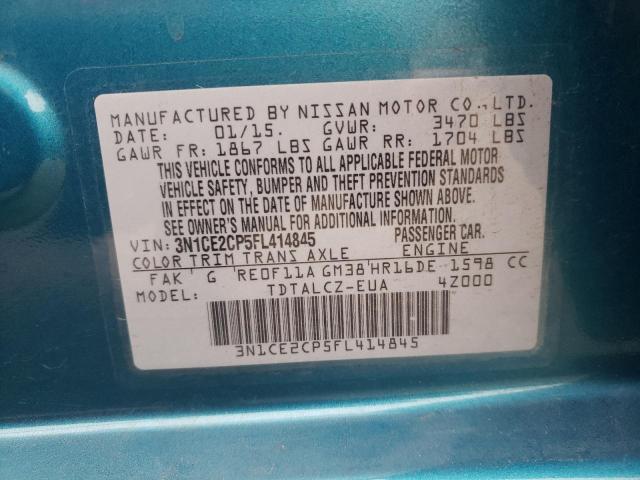 MANUFACTURED BY NISSAN MOTOR CO., LTD.
DATE: 01/15. GVWR: 3470 LBS
GAWR FR: 1867 LBS GAWR RR: 1704 LBS
THIS VEHICLE CONFORMS TO ALL APPLICABLE FEDERAL MOTOR
VEHICLE SAFETY, BUMPER AND THEFT PREVENTION STANDARDS
IN EFFECT ON THE DATE OF MANUFACTURE SHOWN ABOVE.
SEE OWNER'S MANUAL FOR ADDITIONAL INFORMATION.
VIN: 3N1CE2CP5FL414845 PASSENGER CAR.
COLOR TRIM TRANS AXLE ENGINE
FAK G RE0F11A GM38 HR16DE 1598 CC
MODEL: TDTALCZ-EUA 4Z000
3N1CE2CP5FL414845